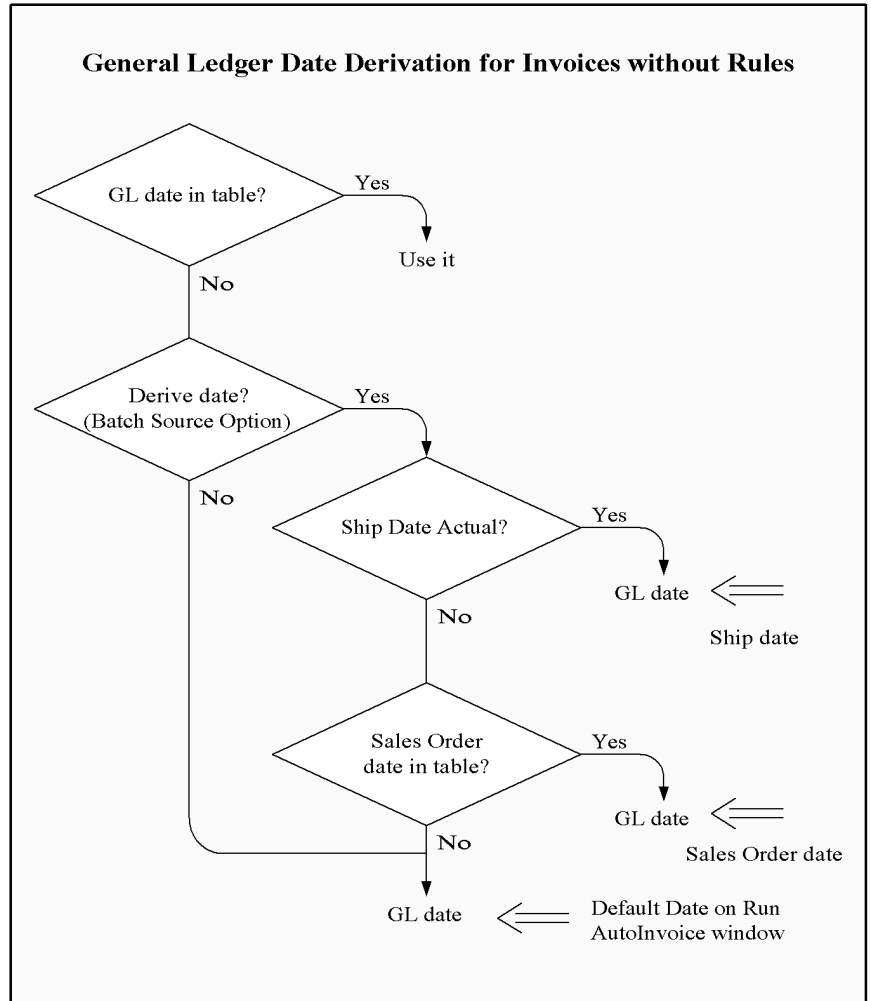 General Ledger Date Derivation for Invoices without Rules
GL date in table?
Yes
Use it
No
Derive date?
(Batch Source Option)
Yes
No
Ship Date Actual?
Yes
GL date
Ship date
No
Sales Order
date in table?
Yes
GL date
Sales Order date
No
GL date
Default Date on Run
AutoInvoice window